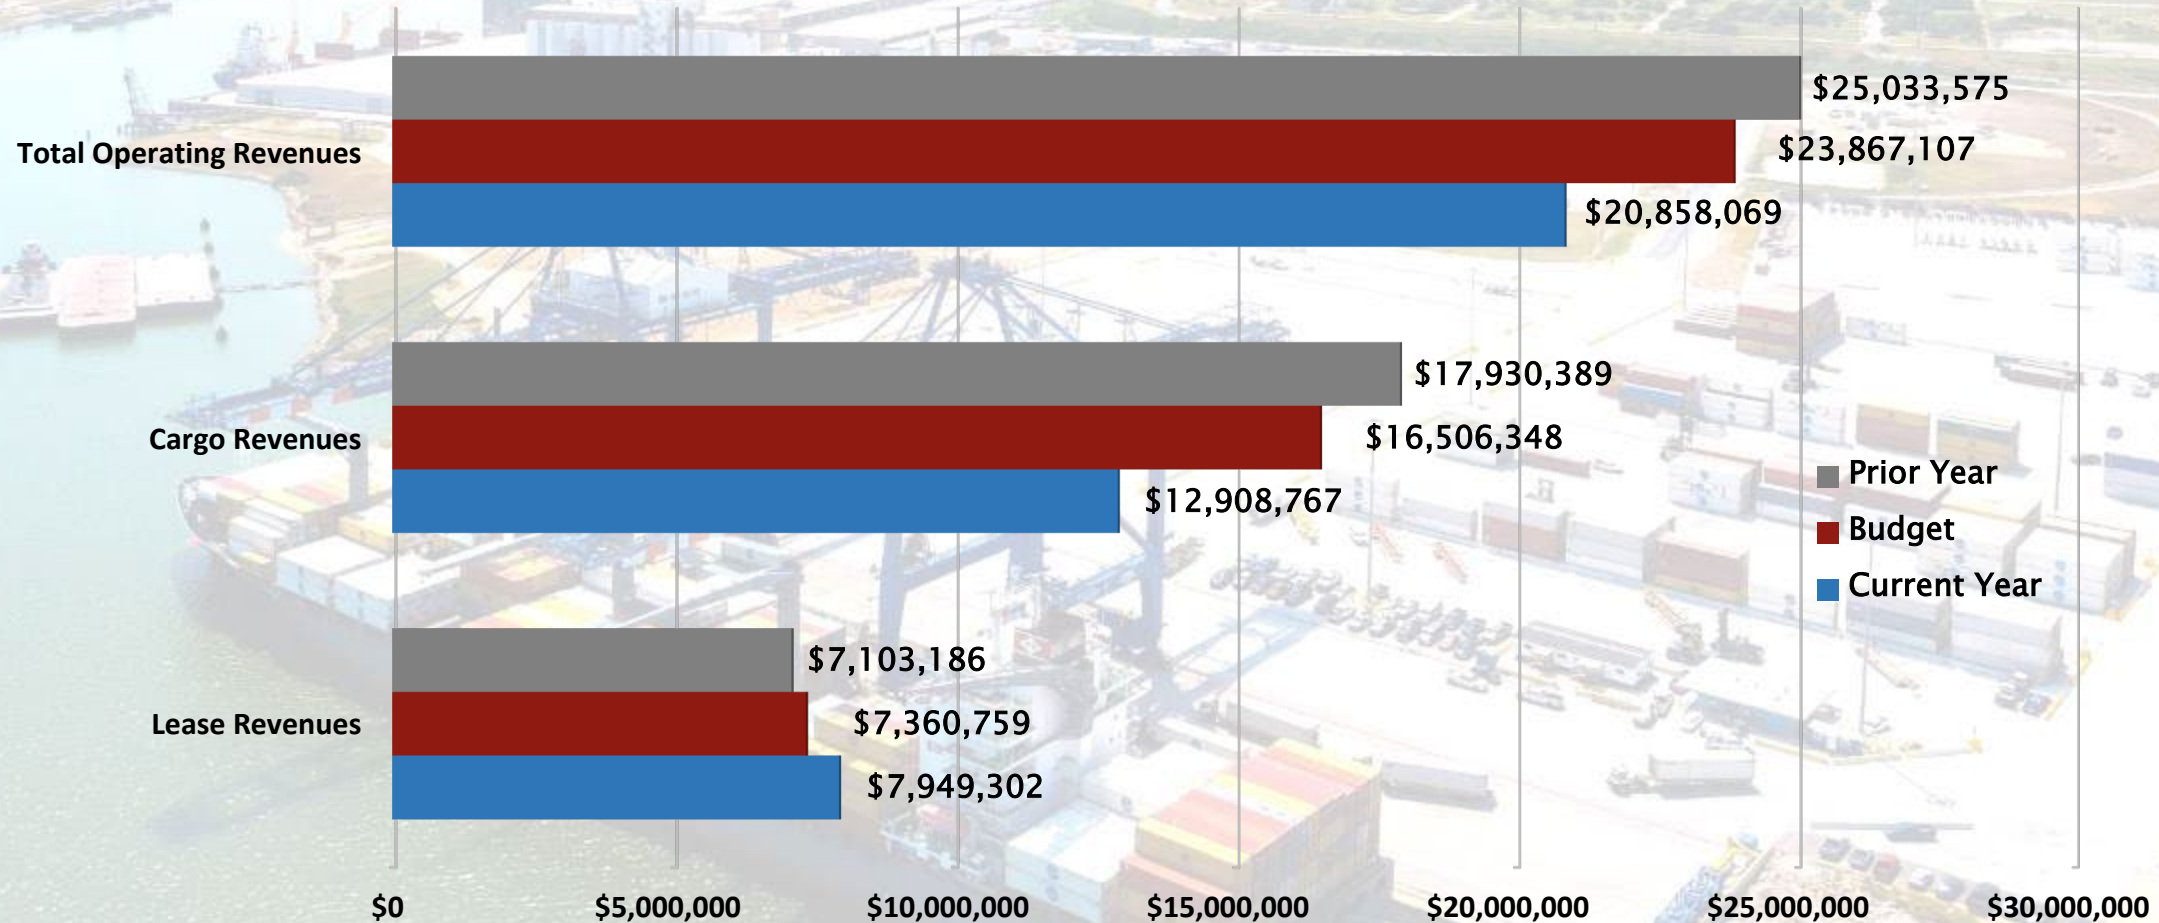 $25,033,575
Total Operating Revenues
$23,867,107
$20,858,069
$17,930,389
Cargo Revenues
$16,506,348
$12,908,767
Prior Year
Budget
Current Year
$7,103,186
Lease Revenues
$7,360,759
$7,949,302
$0 $5,000,000 $10,000,000 $15,000,000 $20,000,000 $25,000,000 $30,000,000